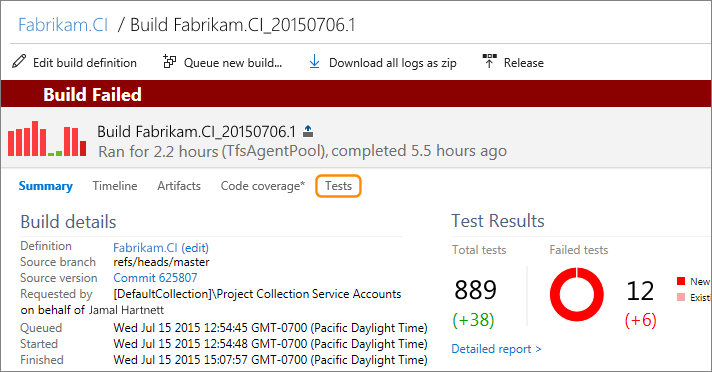 Fabrikam.CI / Build Fabrikam.CI_20150706.1
Edit build definition Queue new build... Download all logs as zip Release
Build Failed
Build Fabrikam.CI_20150706.1
Ran for 2.2 hours (TfsAgentPool), completed 5.5 hours ago
Summary Timeline Artifacts Code coverage* Tests
Build details
Definition Fabrikam.CI (edit)
Source branch refs/heads/master
Source version Commit 625807
Requested by [DefaultCollection]\Project Collection Service Accounts
on behalf of Jamal Hartnett
Queued Wed Jul 15 2015 12:54:45 GMT-0700 (Pacific Daylight Time)
Started Wed Jul 15 2015 12:54:48 GMT-0700 (Pacific Daylight Time)
Finished Wed Jul 15 2015 15:07:57 GMT-0700 (Pacific Daylight Time)
Test Results
Total tests Failed tests
889 12
(+38) (+6)
New
Existi
Detailed report >